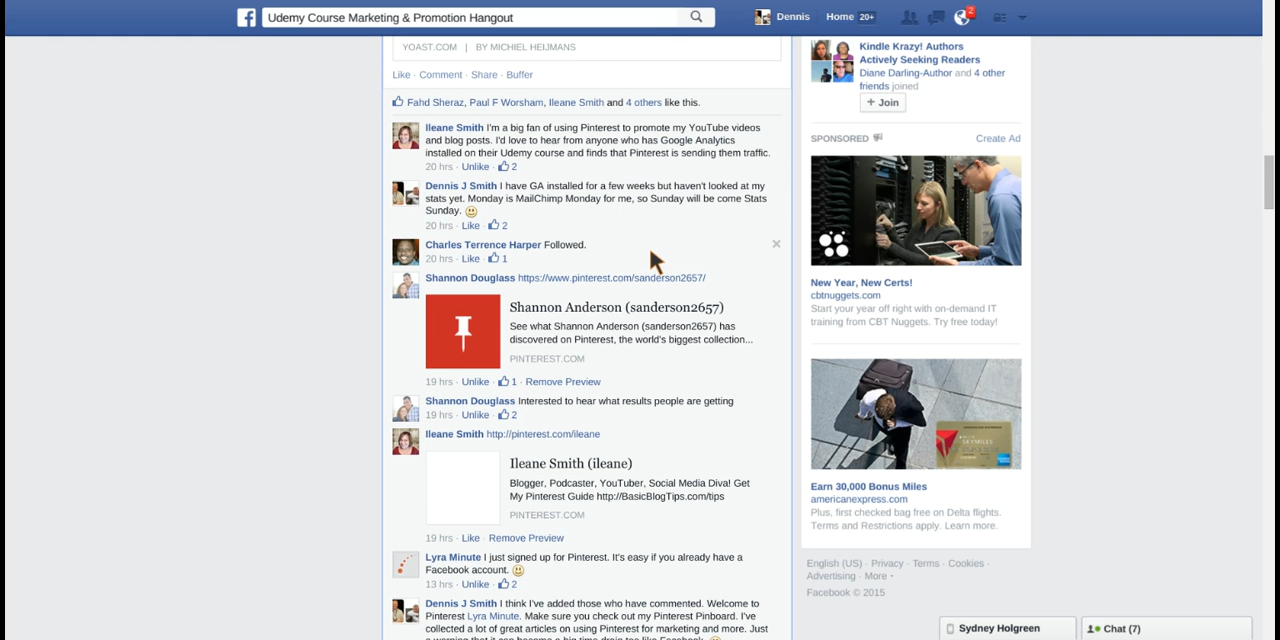 Udemy Course Marketing & Promotion Hangout
Dennis Home 20+ 2
YOAST.COM | BY MICHIEL HEIJMANS
Like · Comment · Share · Buffer
Fahd Sheraz, Paul F Worsham, Ileane Smith and 4 others like this.
Ileane Smith I'm a big fan of using Pinterest to promote my YouTube videos
and blog posts. I'd love to hear from anyone who has Google Analytics
installed on their Udemy course and finds that Pinterest is sending them traffic.
20 hrs · Unlike · 2
Dennis J Smith I have GA installed for a few weeks but haven't looked at my
stats yet. Monday is MailChimp Monday for me, so Sunday will be come Stats
Sunday.
20 hrs · Like · 2
Charles Terrence Harper Followed.
20 hrs · Like · 1
Shannon Douglass https://www.pinterest.com/sanderson2657/
Shannon Anderson (sanderson2657)
See what Shannon Anderson (sanderson2657) has
discovered on Pinterest, the world's biggest collection...
PINTEREST.COM
19 hrs · Unlike · 1 · Remove Preview
Shannon Douglass Interested to hear what results people are getting
19 hrs · Unlike · 2
Ileane Smith http://pinterest.com/ileane
Ileane Smith (ileane)
Blogger, Podcaster, YouTuber, Social Media Diva! Get
My Pinterest Guide http://BasicBlogTips.com/tips
PINTEREST.COM
19 hrs · Like · Remove Preview
Lyra Minute I just signed up for Pinterest. It's easy if you already have a
Facebook account.
13 hrs · Unlike · 2
Dennis J Smith I think I've added those who have commented. Welcome to
Pinterest Lyra Minute. Make sure you check out my Pinterest Pinboard. I've
collected a lot of great articles on using Pinterest for marketing and more. Just
Kindle Krazy! Authors
Actively Seeking Readers
Diane Darling-Author and 4 other
friends joined
+ Join
SPONSORED Create Ad
New Year, New Certs!
cbtnuggets.com
Start your year off right with on-demand IT
training from CBT Nuggets. Try free today!
Earn 30,000 Bonus Miles
americanexpress.com
Plus, first checked bag free on Delta flights.
Terms and Restrictions apply. Learn more.
English (US) · Privacy · Terms · Cookies ·
Advertising · More
Facebook © 2015
Sydney Holgreen
Chat (7)